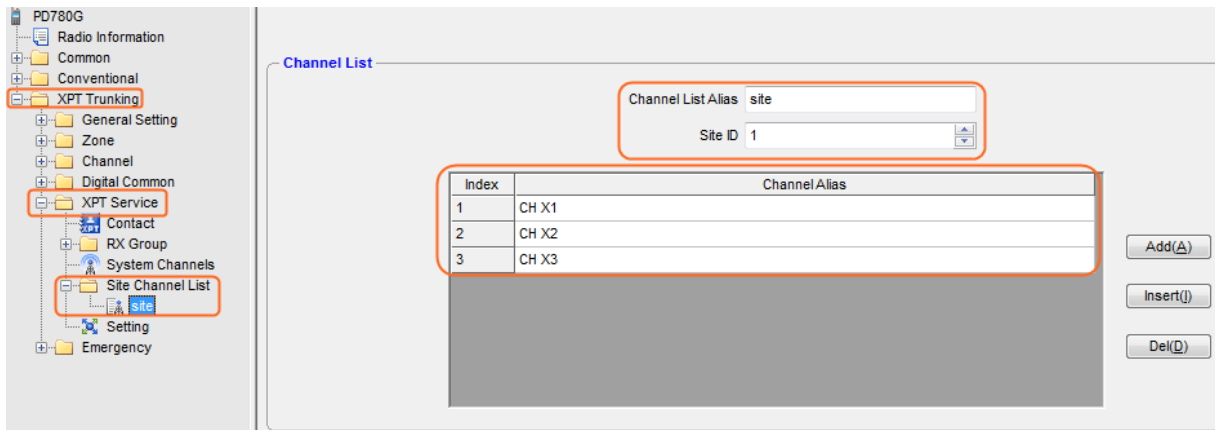 PD780G
Radio Information
Common
Conventional
XPT Trunking
General Setting
Zone
Channel
Digital Common
XPT Service
XPT
Contact
RX Group
System Channels
Site Channel List
site
Setting
Emergency
Channel List
Channel List Alias site
Site ID 1
Index Channel Alias
1 CH X1
2 CH X2
3 CH X3
Add(A)
Insert(I)
Del(D)